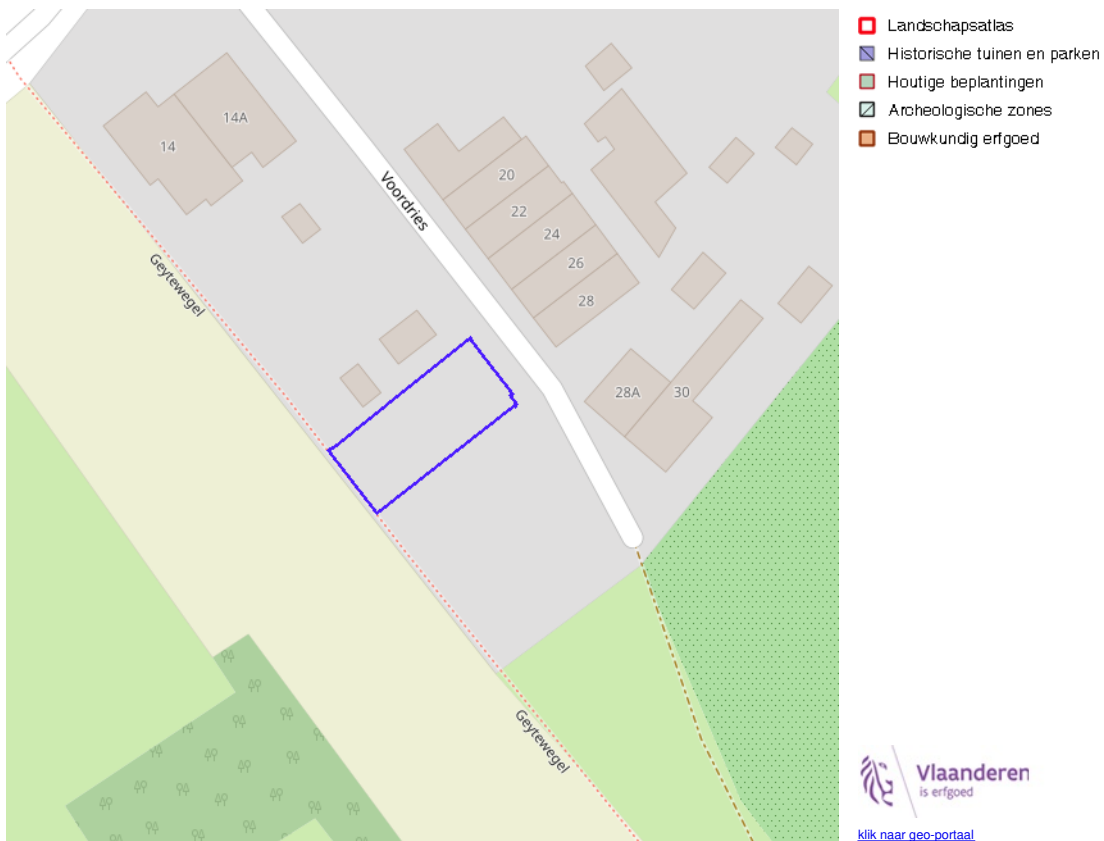 Landschapsatlas
Historische tuinen en parken
Houtige beplantingen
Archeologische zones
Bouwkundig erfgoed
14A
14
Voordries
20
22
24
26
28
Geytewegel
28A
30
Geytewegel
Vlaanderen
is erfgoed
klik naar geo-portaal